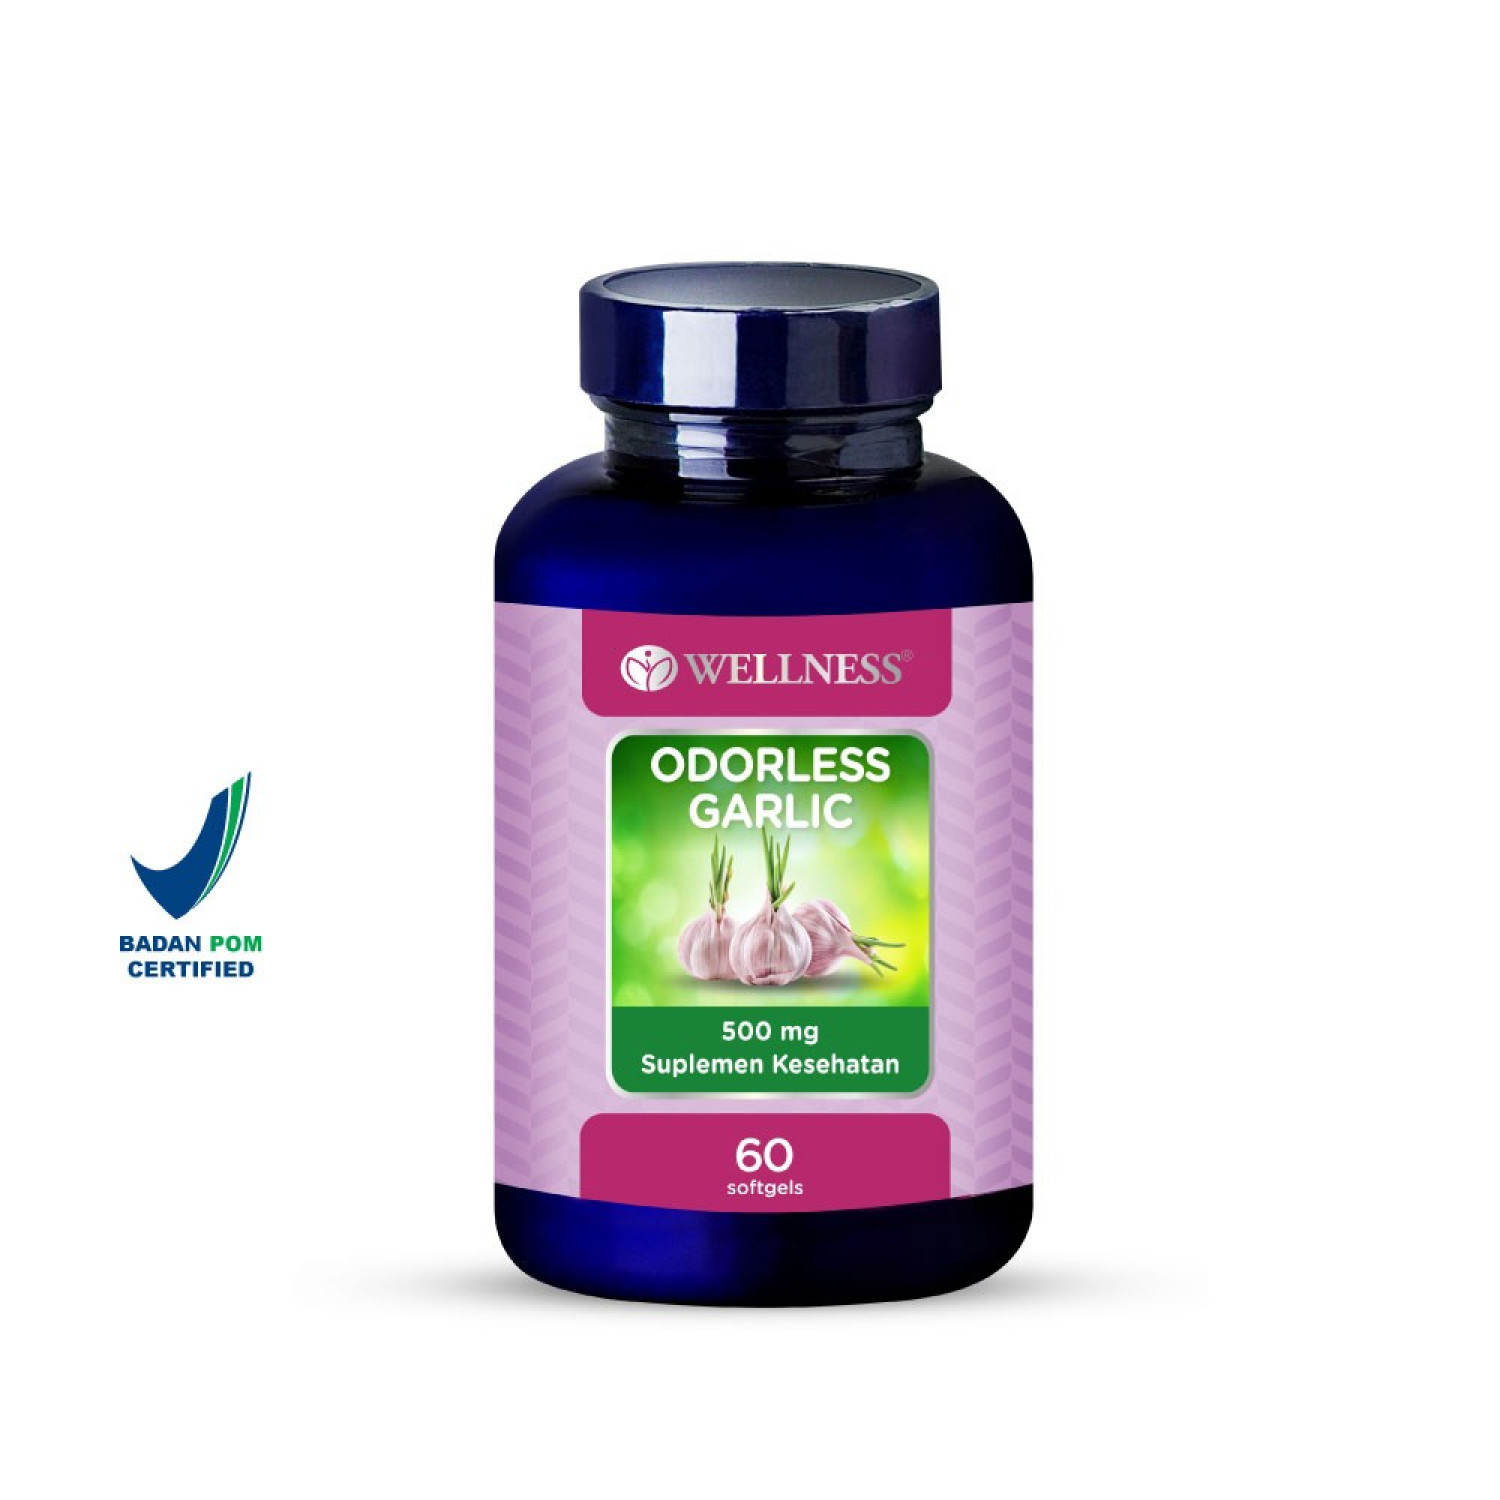 WELLNESS®
ODORLESS
GARLIC
500 mg
Suplemen Kesehatan
60
softgels
BADAN POM
CERTIFIED